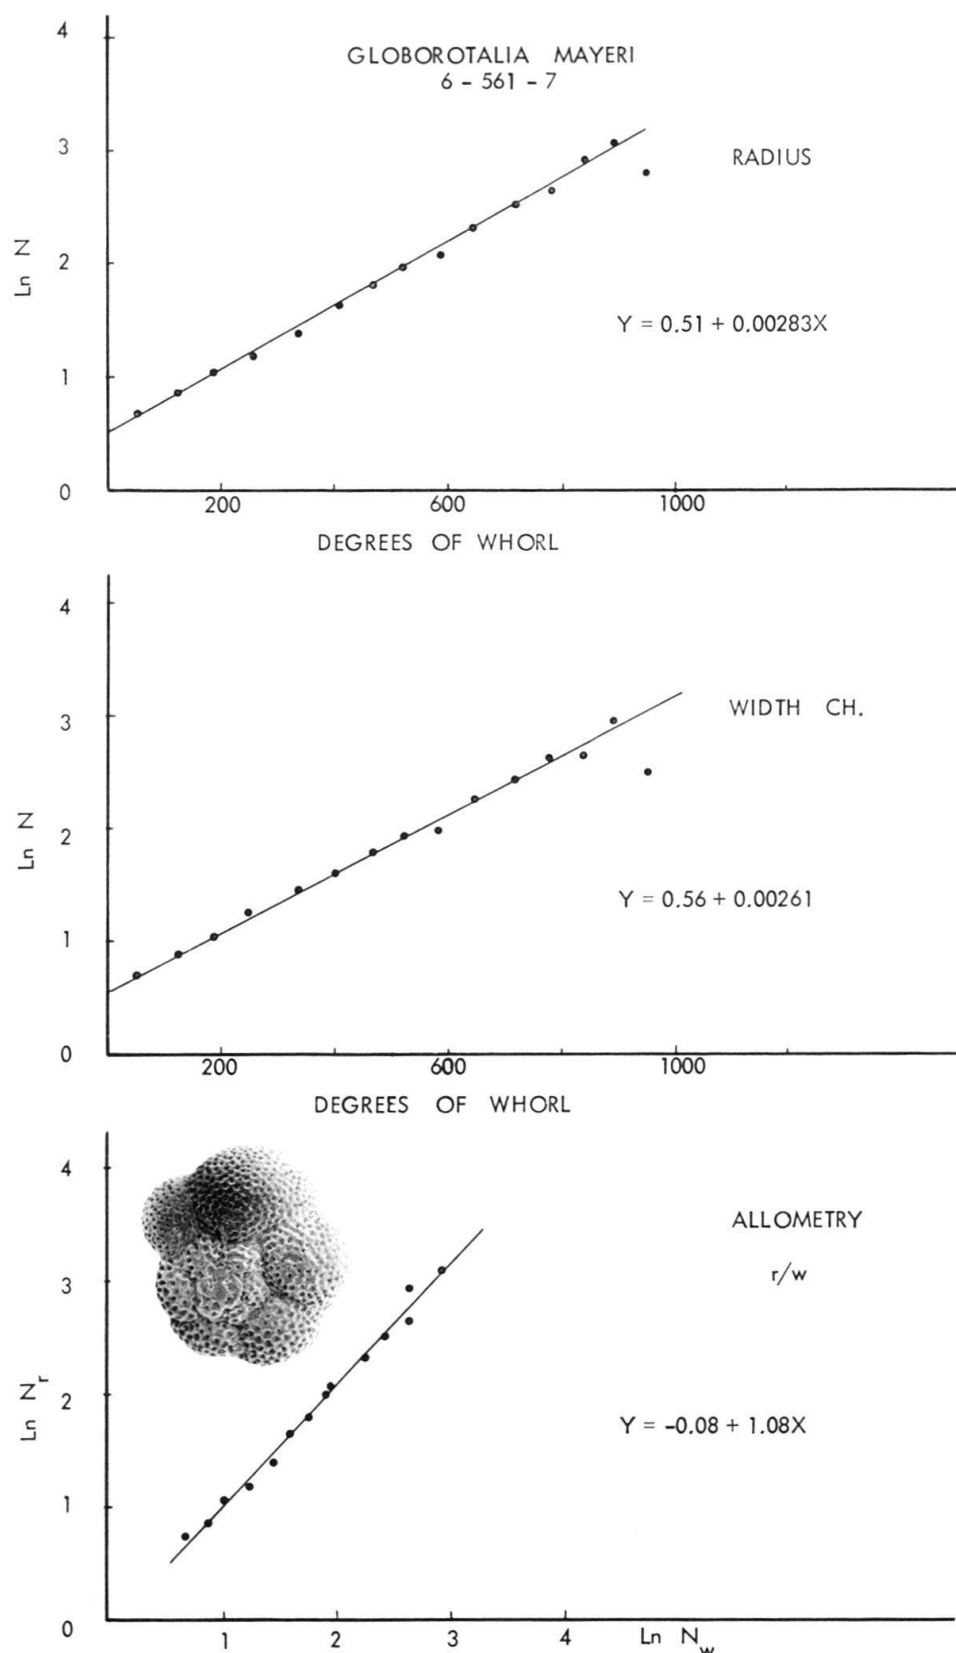 4
GLOBOROTALIA MAYERI
6 - 561 - 7
3
RADIUS
Ln N
2
Y = 0.51 + 0.00283X
1
0
200 600 1000
DEGREES OF WHORL
4
3
WIDTH CH.
Ln N
2
Y = 0.56 + 0.00261
1
0
200 600 1000
DEGREES OF WHORL
4
ALLOMETRY
3
r/w
Ln Nr
2
Y = -0.08 + 1.08X
1
0
1 2 3 4 Ln Nw